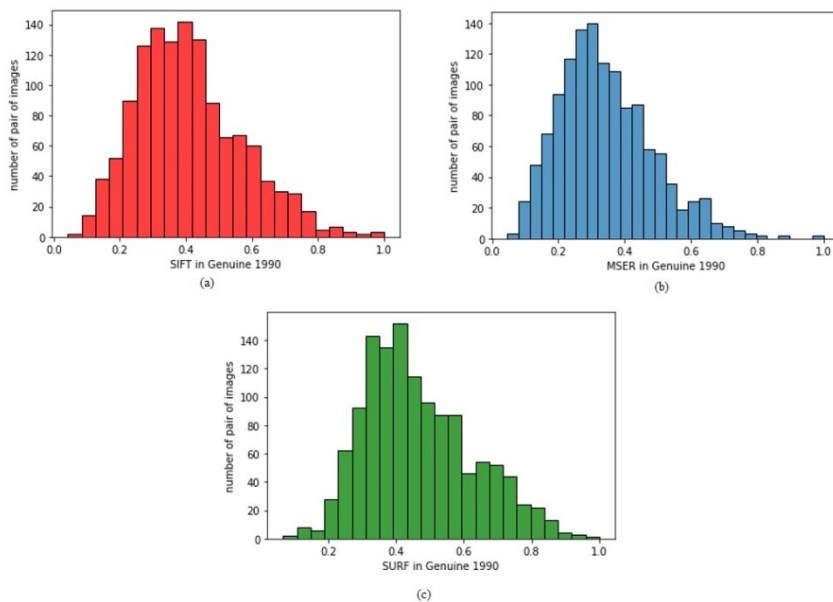 number of pair of images
140
120
100
80
60
40
20
0
0.0 0.2 0.4 0.6 0.8 1.0
SIFT in Genuine 1990
(a)
number of pair of images
140
120
100
80
60
40
20
0
0.0 0.2 0.4 0.6 0.8 1.0
MSER in Genuine 1990
(b)
number of pair of images
140
120
100
80
60
40
20
0
0.2 0.4 0.6 0.8 1.0
SURF in Genuine 1990
(c)